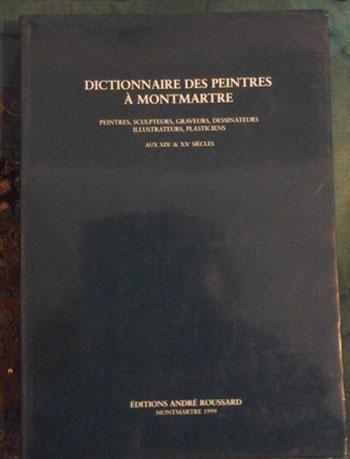 DICTIONNAIRE DES PEINTRES
À MONTMARTRE
PEINTRES, SCULPTEURS, GRAVEURS, DESSINATEURS
ILLUSTRATEURS, PLASTICIENS
AUX XIXᵉ & XXᵉ SIÈCLES
ÉDITIONS ANDRÉ ROUSSARD
MONTMARTRE 1999